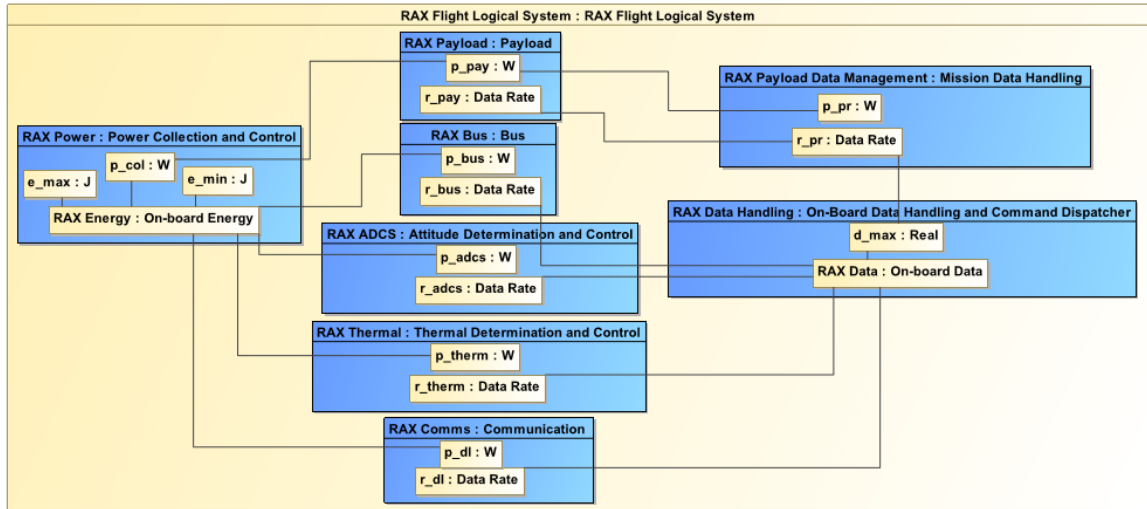 RAX Flight Logical System : RAX Flight Logical System
RAX Payload : Payload
p_pay : W
r_pay : Data Rate
RAX Payload Data Management : Mission Data Handling
p_pr : W
r_pr : Data Rate
RAX Power : Power Collection and Control
p_col : W
e_max : J
e_min : J
RAX Energy : On-board Energy
RAX Bus : Bus
p_bus : W
r_bus : Data Rate
RAX Data Handling : On-Board Data Handling and Command Dispatcher
d_max : Real
RAX Data : On-board Data
RAX ADCS : Attitude Determination and Control
p_adcs : W
r_adcs : Data Rate
RAX Thermal : Thermal Determination and Control
p_therm : W
r_therm : Data Rate
RAX Comms : Communication
p_dl : W
r_dl : Data Rate